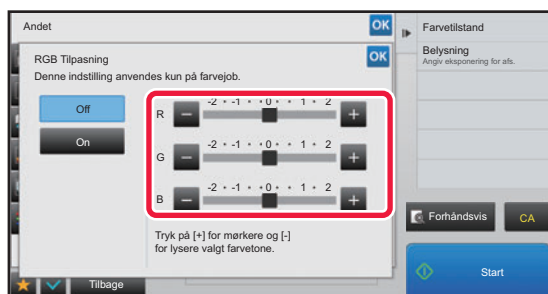 Andet
OK
RGB Tilpasning
OK
Denne indstilling anvendes kun på farvejob.
Off
On
R
-2 • -1 • • 0 • • 1 • 2
G
-2 • -1 • • 0 • • 1 • 2
B
-2 • -1 • • 0 • • 1 • 2
Tryk på [+] for mørkere og [-]
for lysere valgt farvetone.
Tilbage
Farvetilstand
Belysning
Angiv eksponering for afs.
Forhåndsvis
CA
Start